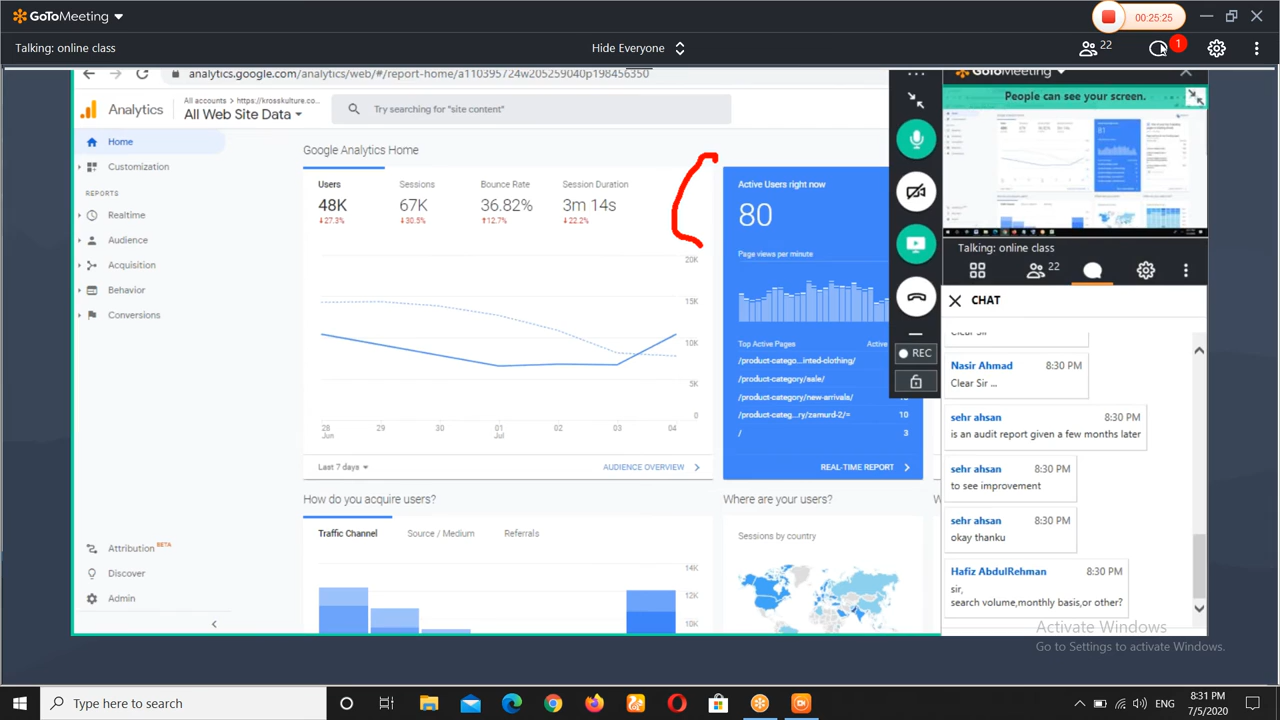 GoToMeeting
00:25:25
Talking: online class
Hide Everyone
22
1
analytics.google.com/analytics/web/#/report-home/a110395724w205259040p198456350
Analytics
All accounts > https://krosskulture.co...
All Web Site Data
Try searching for "site content"
Home
Customization
REPORTS
Realtime
Audience
Acquisition
Behavior
Conversions
Attribution BETA
Discover
Admin
Google Analytics H
Users
48K
↓27.3%
Sessions
67K
↓30.5%
Bounce Rate
36.82%
↑12.7%
Session Duration
3m 14s
↓22.2%
20K
15K
10K
5K
0
28
Jun
29
30
01
Jul
02
03
04
Last 7 days
AUDIENCE OVERVIEW
Active Users right now
80
Page views per minute
Top Active Pages
Active
/product-catego...inted-clothing/
/product-category/sale/
/product-category/new-arrivals/
/product-categ...ry/zamurd-2/=
10
/
3
REAL-TIME REPORT
How do you acquire users?
Traffic Channel
Source / Medium
Referrals
14K
12K
10K
Where are your users?
Sessions by country
W
REC
GoToMeeting
People can see your screen.
Talking: online class
22
CHAT
Clear Sir
Nasir Ahmad 8:30 PM
Clear Sir ...
sehr ahsan 8:30 PM
is an audit report given a few months later
sehr ahsan 8:30 PM
to see improvement
sehr ahsan 8:30 PM
okay thanku
Hafiz AbdulRehman 8:30 PM
sir,
search volume,monthly basis,or other?
Activate Windows
Go to Settings to activate Windows.
Type here to search
ENG
8:31 PM
7/5/2020